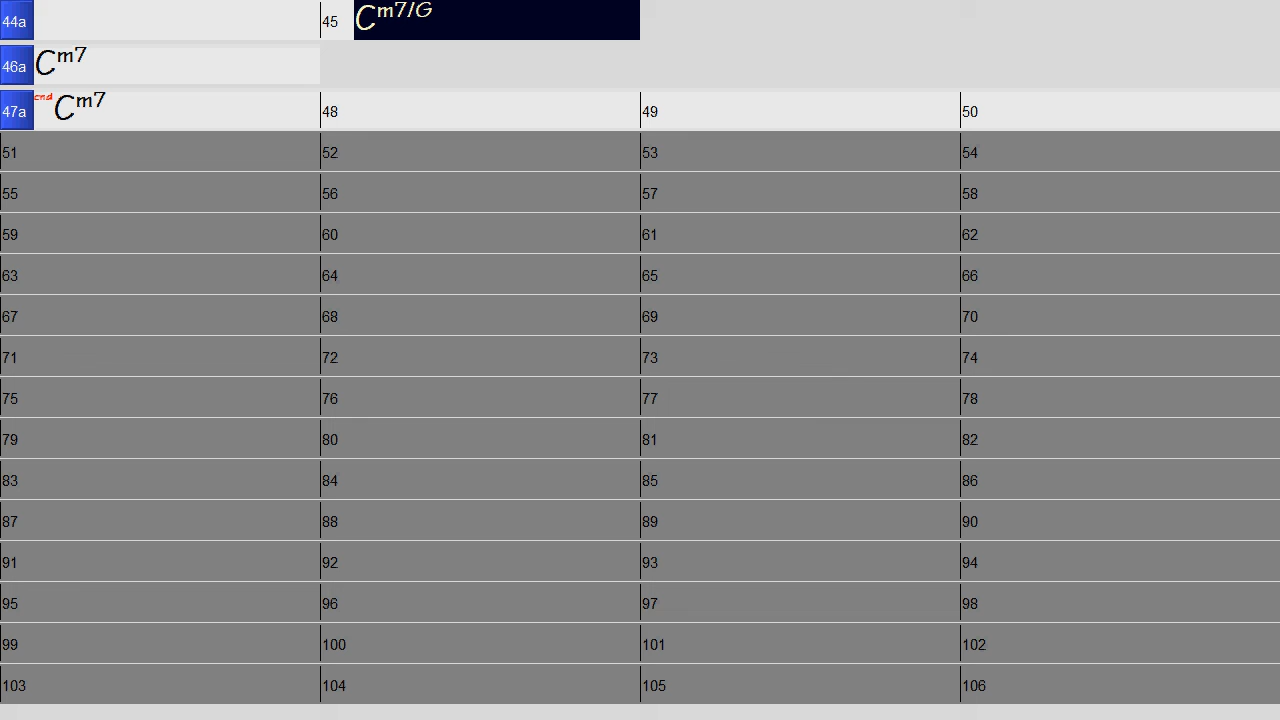 44a 45 Cm7/G
46a Cm7
47a end Cm7 48 49 50
51 52 53 54
55 56 57 58
59 60 61 62
63 64 65 66
67 68 69 70
71 72 73 74
75 76 77 78
79 80 81 82
83 84 85 86
87 88 89 90
91 92 93 94
95 96 97 98
99 100 101 102
103 104 105 106